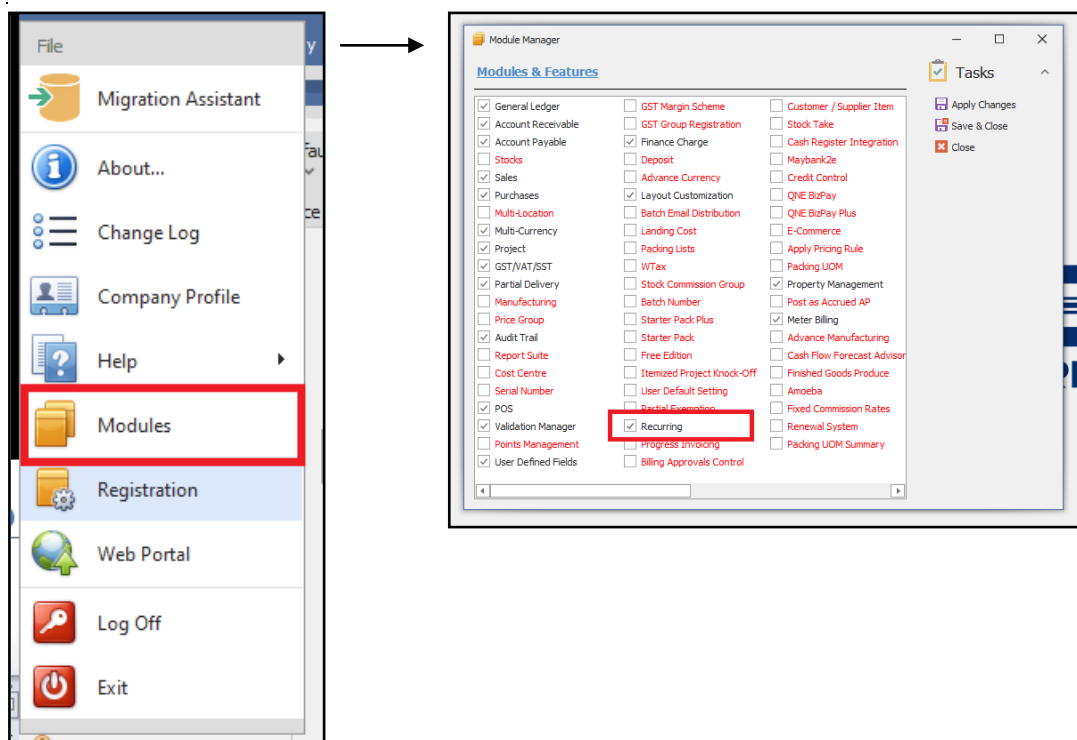 File
Migration Assistant
About...
Change Log
Company Profile
Help
Modules
Registration
Web Portal
Log Off
Exit
Module Manager
Modules & Features
General Ledger
Account Receivable
Account Payable
Stocks
Sales
Purchases
Multi-Location
Multi-Currency
Project
GST/VAT/SST
Partial Delivery
Manufacturing
Price Group
Audit Trail
Report Suite
Cost Centre
Serial Number
POS
Validation Manager
Points Management
User Defined Fields
GST Margin Scheme
GST Group Registration
Finance Charge
Deposit
Advance Currency
Layout Customization
Batch Email Distribution
Landing Cost
Packing Lists
WTax
Stock Commission Group
Batch Number
Starter Pack Plus
Starter Pack
Free Edition
Itemized Project Knock-Off
User Default Setting
Partial Exemption
Recurring
Progress Invoicing
Billing Approvals Control
Customer / Supplier Item
Stock Take
Cash Register Integration
Maybank2e
Credit Control
QNE BizPay
QNE BizPay Plus
E-Commerce
Apply Pricing Rule
Packing UOM
Property Management
Post as Accrued AP
Meter Billing
Advance Manufacturing
Cash Flow Forecast Advisor
Finished Goods Produce
Amoeba
Fixed Commission Rates
Renewal System
Packing UOM Summary
Tasks
Apply Changes
Save & Close
Close